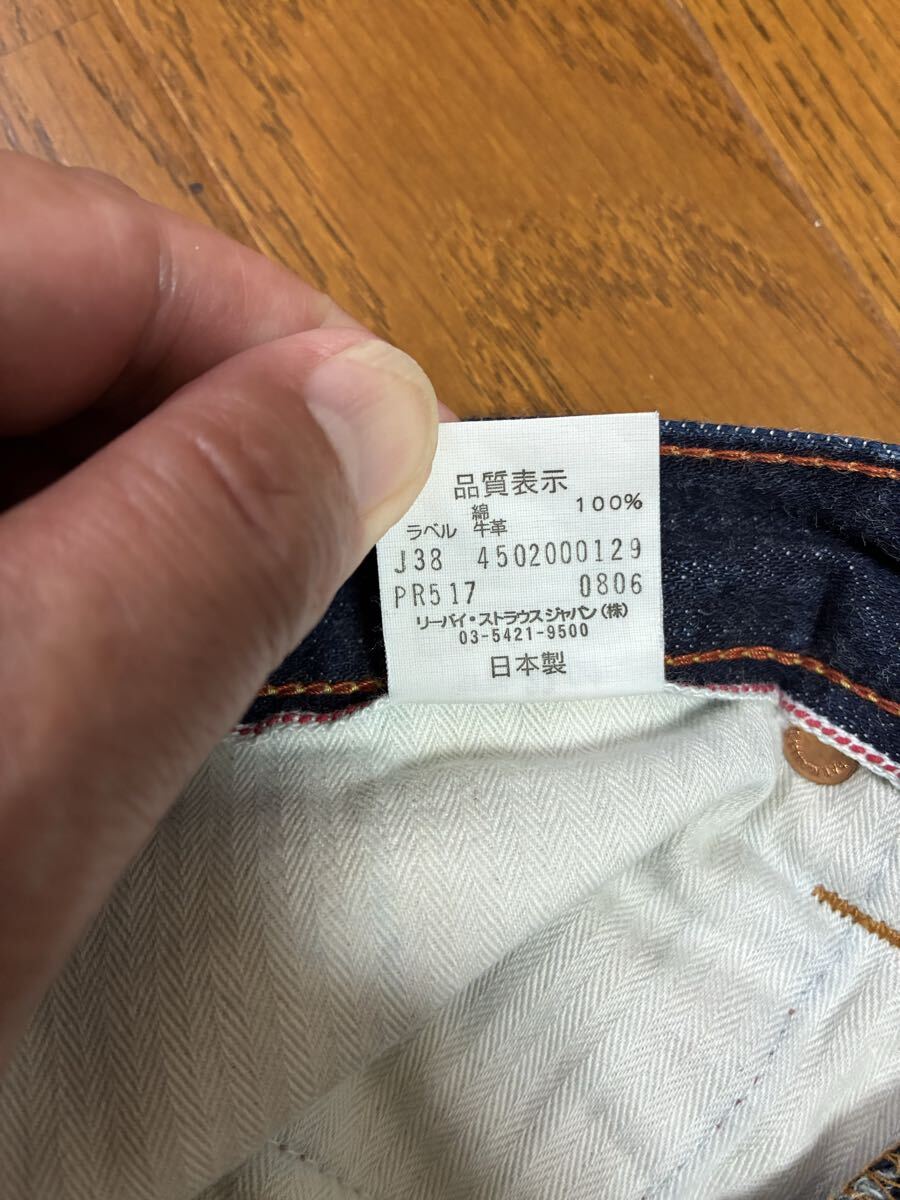 品質表示
綿 100%
ラベル 牛革
J38 4502000129
PR517 0806
リーバイ・ストラウスジャパン(株)
03-5421-9500
日本製